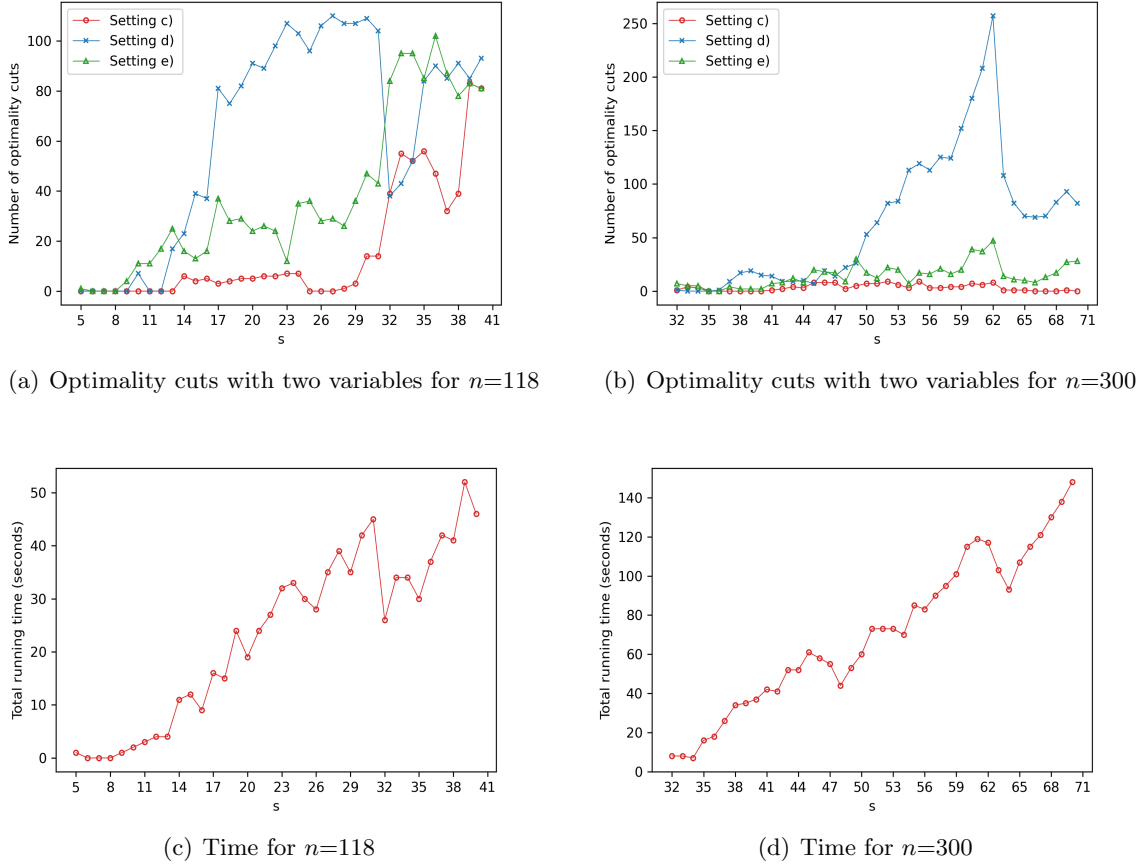 Setting c)
Setting d)
Setting e)
Number of optimality cuts
0
20
40
60
80
100
5 8 11 14 17 20 23 26 29 32 35 38 41
s
(a) Optimality cuts with two variables for n=118
Setting c)
Setting d)
Setting e)
Number of optimality cuts
0
50
100
150
200
250
32 35 38 41 44 47 50 53 56 59 62 65 68 71
s
(b) Optimality cuts with two variables for n=300
Total running time (seconds)
0
10
20
30
40
50
5 8 11 14 17 20 23 26 29 32 35 38 41
s
(c) Time for n=118
Total running time (seconds)
0
20
40
60
80
100
120
140
32 35 38 41 44 47 50 53 56 59 62 65 68 71
s
(d) Time for n=300